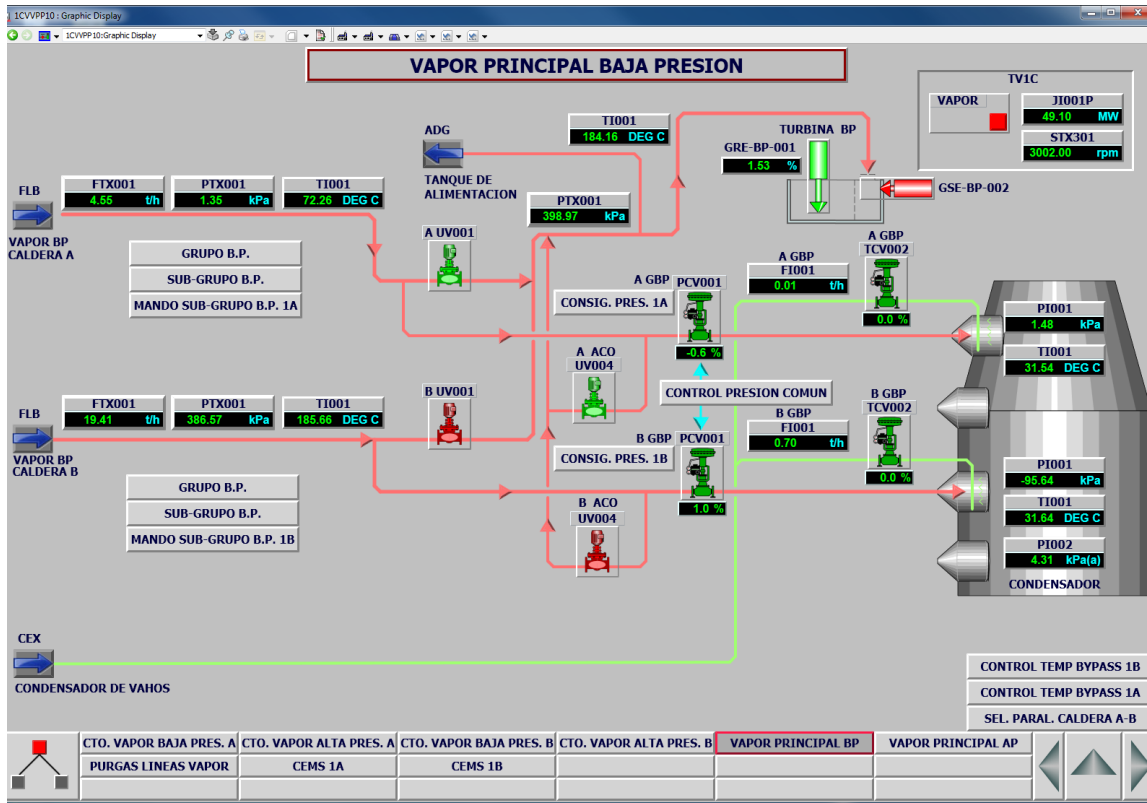 1CVVPP10 : Graphic Display
1CVVPP10:Graphic Display
VAPOR PRINCIPAL BAJA PRESION
TV1C
VAPOR
JI001P
49.10 MW
STX301
3002.00 rpm
TI001
184.16 DEG C
ADG
TANQUE DE
ALIMENTACION
TURBINA BP
GRE-BP-001
1.53 %
GSE-BP-002
FLB
FTX001
4.55 t/h
PTX001
1.35 kPa
TI001
72.26 DEG C
VAPOR BP
CALDERA A
PTX001
398.97 kPa
GRUPO B.P.
SUB-GRUPO B.P.
MANDO SUB-GRUPO B.P. 1A
A UV001
A GBP
PCV001
CONSIG. PRES. 1A
-0.6 %
A GBP
FI001
0.01 t/h
A GBP
TCV002
0.0 %
PI001
1.48 kPa
TI001
31.54 DEG C
A ACO
UV004
CONTROL PRESION COMUN
FLB
FTX001
19.41 t/h
PTX001
386.57 kPa
TI001
185.66 DEG C
VAPOR BP
CALDERA B
B UV001
B GBP
FI001
0.70 t/h
B GBP
TCV002
0.0 %
B GBP
PCV001
CONSIG. PRES. 1B
1.0 %
GRUPO B.P.
SUB-GRUPO B.P.
MANDO SUB-GRUPO B.P. 1B
B ACO
UV004
PI001
-95.64 kPa
TI001
31.64 DEG C
PI002
4.31 kPa(a)
CONDENSADOR
CEX
CONDENSADOR DE VAHOS
CONTROL TEMP BYPASS 1B
CONTROL TEMP BYPASS 1A
SEL. PARAL. CALDERA A-B
CTO. VAPOR BAJA PRES. A
CTO. VAPOR ALTA PRES. A
CTO. VAPOR BAJA PRES. B
CTO. VAPOR ALTA PRES. B
VAPOR PRINCIPAL BP
VAPOR PRINCIPAL AP
PURGAS LINEAS VAPOR
CEMS 1A
CEMS 1B